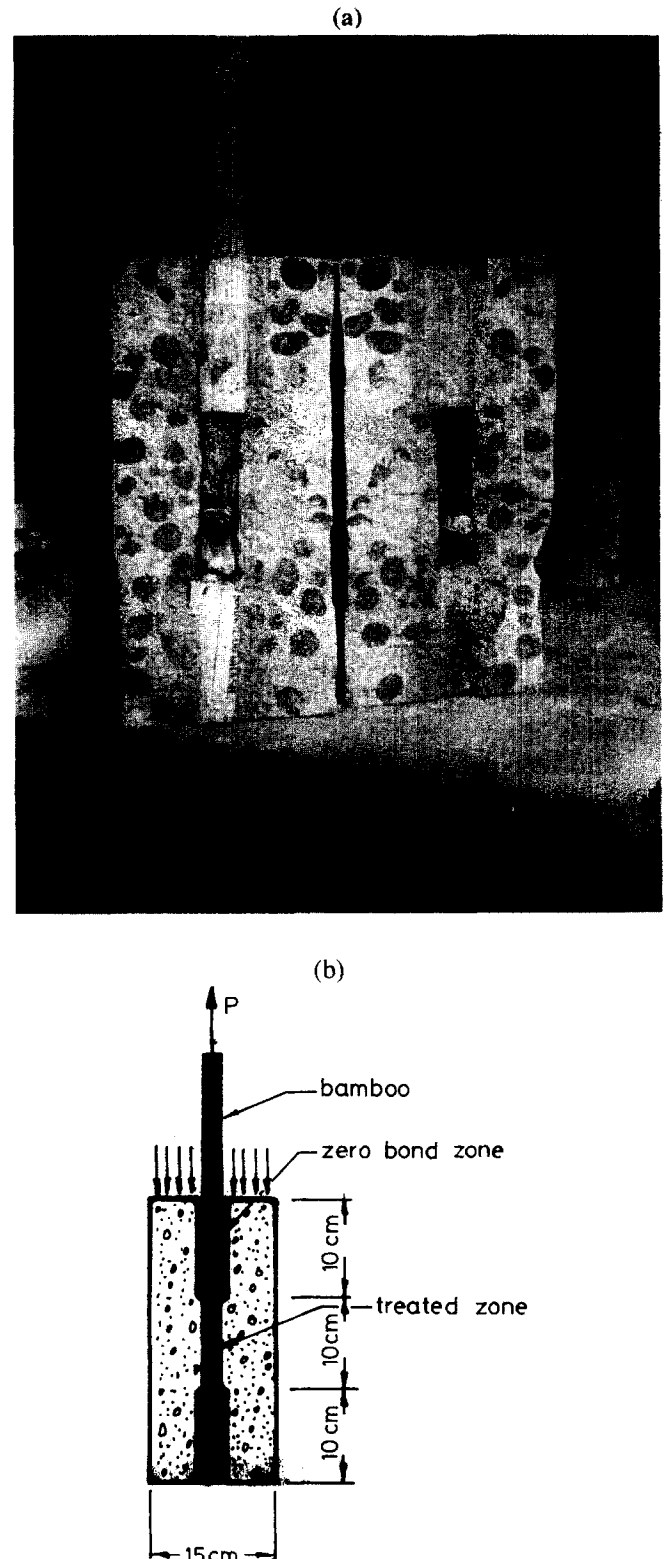 (a)
(b)
P
bamboo
zero bond zone
10 cm
treated zone
10cm
10 cm
15cm